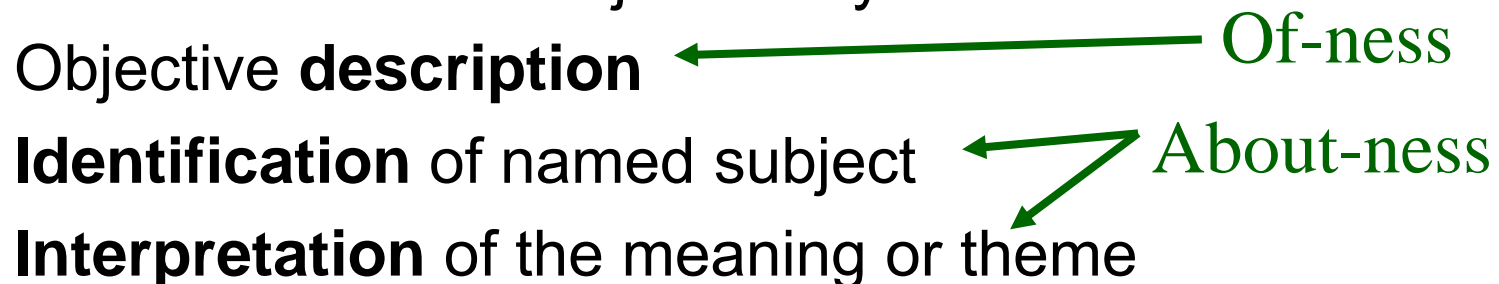 Objective description
Of-ness
Identification of named subject
About-ness
Interpretation of the meaning or theme